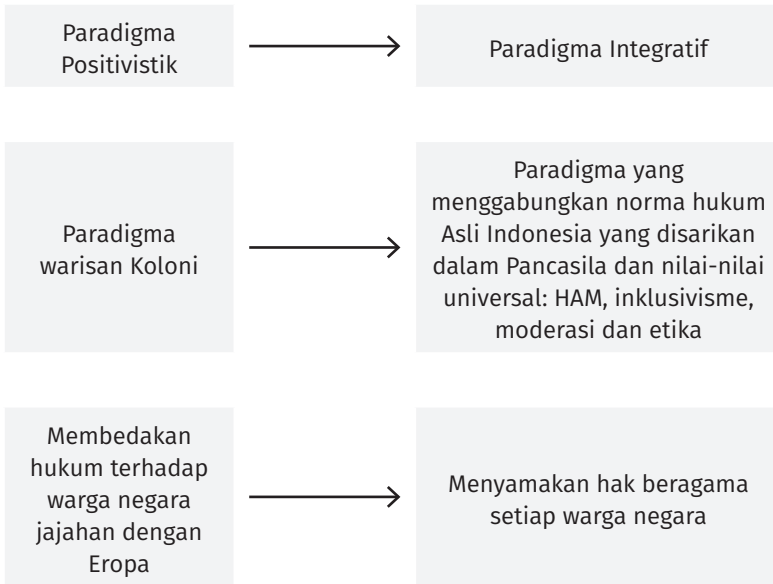 Paradigma
Positivistik
Paradigma Integratif
Paradigma
warisan Koloni
Paradigma yang
menggabungkan norma hukum
Asli Indonesia yang disarikan
dalam Pancasila dan nilai-nilai
universal: HAM, inklusivisme,
moderasi dan etika
Membedakan
hukum terhadap
warga negara
jajahan dengan
Eropa
Menyamakan hak beragama
setiap warga negara